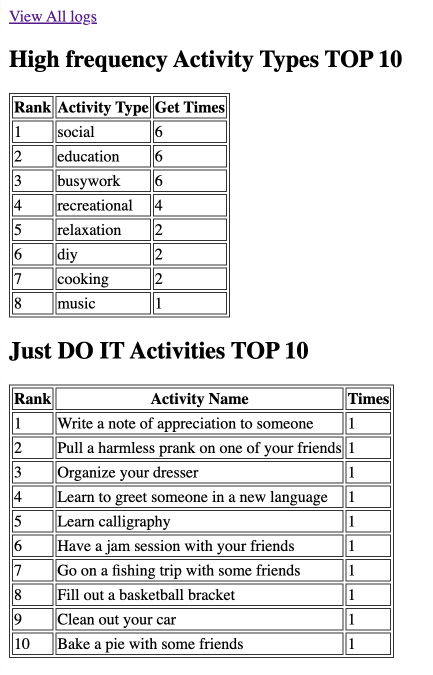 View All logs
High frequency Activity Types TOP 10
Rank Activity Type Get Times
1 social 6
2 education 6
3 busywork 6
4 recreational 4
5 relaxation 2
6 diy 2
7 cooking 2
8 music 1
Just DO IT Activities TOP 10
Rank Activity Name Times
1 Write a note of appreciation to someone 1
2 Pull a harmless prank on one of your friends 1
3 Organize your dresser 1
4 Learn to greet someone in a new language 1
5 Learn calligraphy 1
6 Have a jam session with your friends 1
7 Go on a fishing trip with some friends 1
8 Fill out a basketball bracket 1
9 Clean out your car 1
10 Bake a pie with some friends 1